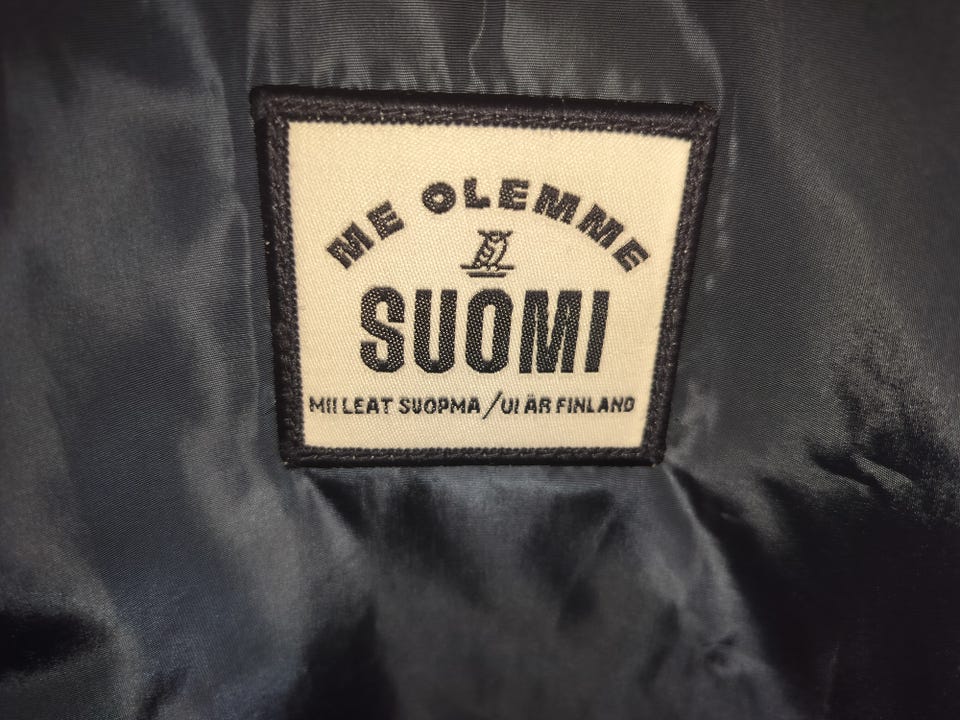 ME OLEMME
SUOMI
MII LEAT SUOPMA/VI ÄR FINLAND